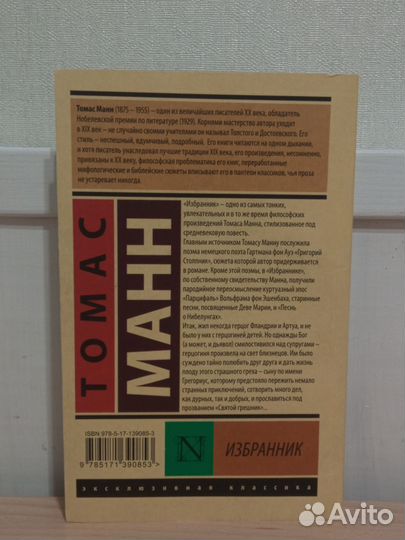 Томас Манн (1875 – 1955) – один из величайших писателей XX века, обладатель
Нобелевской премии по литературе (1929). Корнями мастерство автора уходит
в XIX век – не случайно своими учителями он называл Толстого и Достоевского. Его
стиль – неспешный, вдумчивый, подробный. Его книги читаются на одном дыхании,
и хотя писатель унаследовал лучшие традиции XIX века, его произведения, несомненно,
привязаны к XX веку, философская проблематика его книг, переработанные
мифологические и библейские сюжеты вписывают его в пантеон классиков, чья проза
не устаревает никогда.
ТОМАС
МАНН
«Избранник» – одно из самых тонких,
увлекательных и в то же время философских
произведений Томаса Манна, стилизованное под
средневековую повесть.
Главным источником Томасу Манну послужила
поэма немецкого поэта Гартмана фон Ауэ «Григорий
Столпник», сюжета которой автор придерживается
в романе. Кроме этой поэмы, в «Избраннике»,
по собственному свидетельству Манна, получили
пародийное переосмысление куртуазный эпос
«Парцифаль» Вольфрама фон Эшенбаха, старинные
песни, посвященные Деве Марии, и «Песнь
о Нибелунгах».
Итак, жил некогда герцог Фландрии и Артуа, и не
было у них с герцогиней детей. Но однажды Бог
(а может, и дьявол) смилостивился над супругами –
герцогиня произвела на свет близнецов. Им было
суждено тайно полюбить друг друга и дать жизнь
плоду этого страшного греха – сыну по имени
Грегориус, которому предстояло пережить немало
странных приключений, сатворить много дел,
как дурных, так и добрых, и прославиться под
прозванием «Святой грешник»...
ISBN 978-5-17-139085-3
9 785171 390853 >
N
ИЗБРАННИК
эксклюзивная классика
Avito